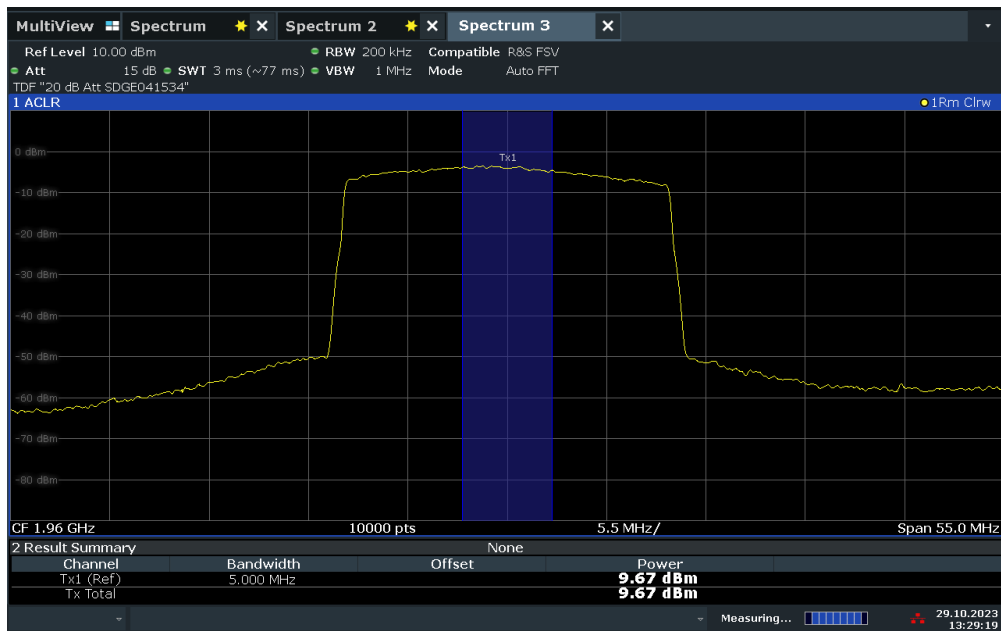 MultiView Spectrum Spectrum 2 Spectrum 3
Ref Level 10.00 dBm RBW 200 kHz Compatible R&S FSV
Att 15 dB SWT 3 ms (~77 ms) VBW 1 MHz Mode Auto FFT
TDF "20 dB Att SDGE041534"
1 ACLR 1Rm Clrw
0 dBm
Tx1
-10 dBm
-20 dBm
-30 dBm
-40 dBm
-50 dBm
-60 dBm
-70 dBm
-80 dBm
CF 1.96 GHz 10000 pts 5.5 MHz/ Span 55.0 MHz
2 Result Summary None
Channel Bandwidth Offset Power
Tx1 (Ref) 5.000 MHz 9.67 dBm
Tx Total 9.67 dBm
Measuring... 29.10.2023
13:29:19